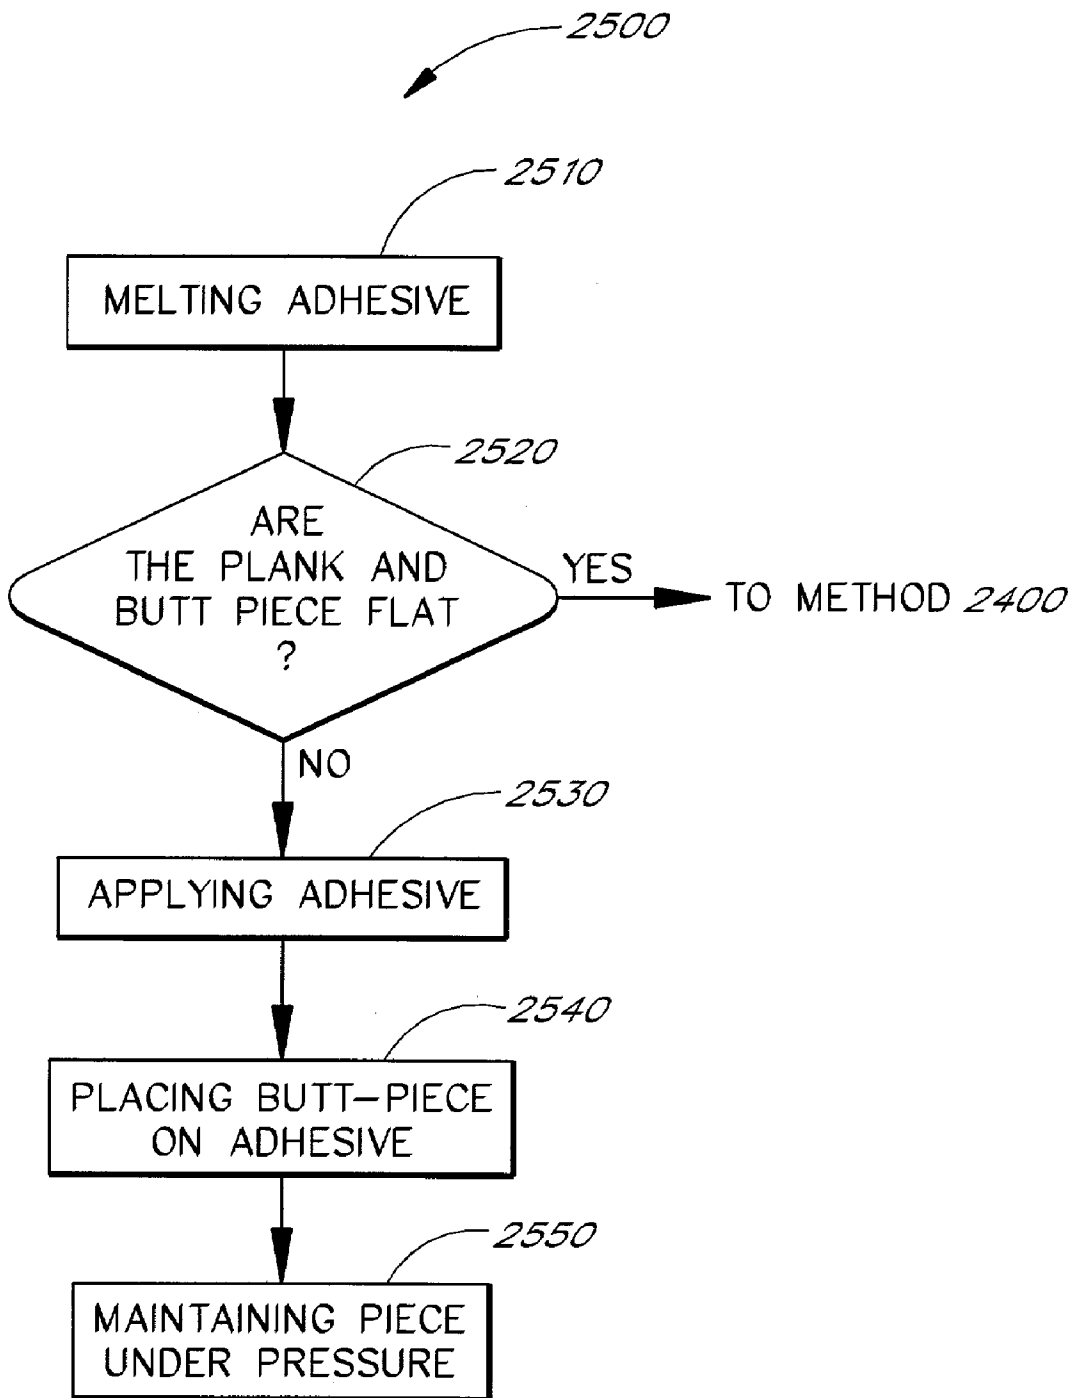 2500
2510
MELTING ADHESIVE
2520
ARE
THE PLANK AND
BUTT PIECE FLAT
?
YES
TO METHOD 2400
NO
2530
APPLYING ADHESIVE
2540
PLACING BUTT-PIECE
ON ADHESIVE
2550
MAINTAINING PIECE
UNDER PRESSURE